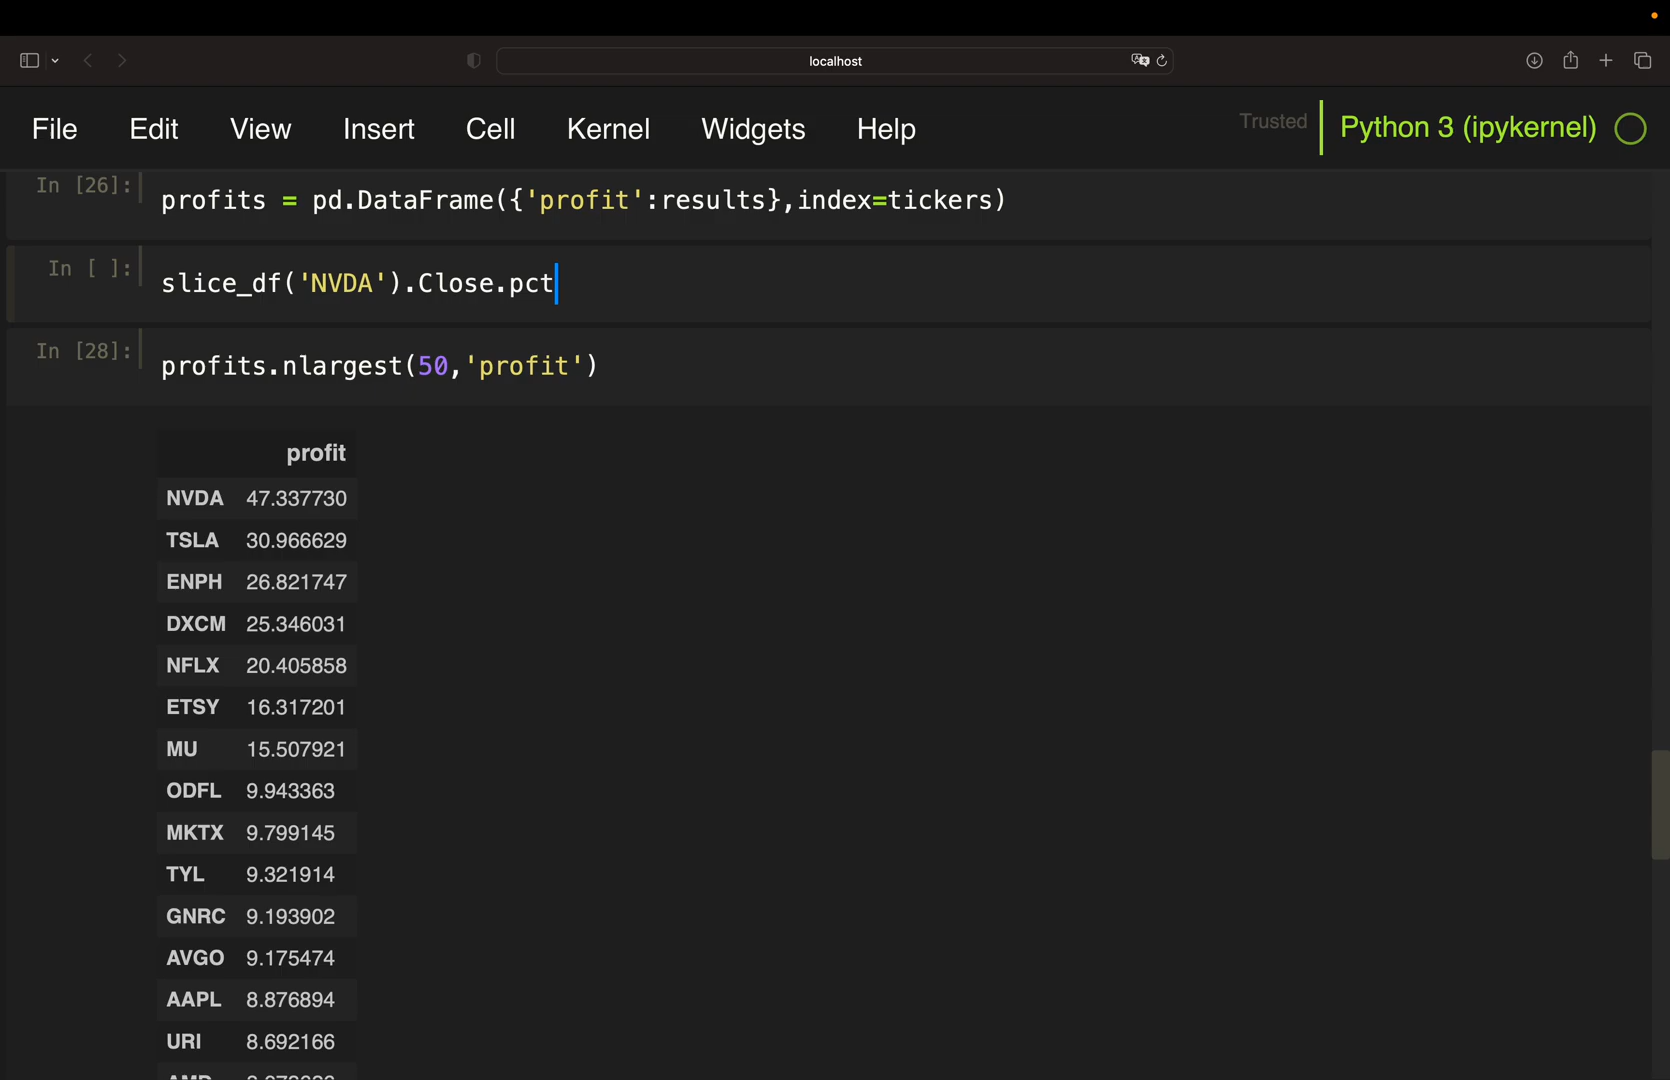 localhost
File Edit View Insert Cell Kernel Widgets Help Trusted Python 3 (ipykernel)
In [26]: profits = pd.DataFrame({'profit':results},index=tickers)
In [ ]: slice_df('NVDA').Close.pct
In [28]: profits.nlargest(50,'profit')
profit
NVDA 47.337730
TSLA 30.966629
ENPH 26.821747
DXCM 25.346031
NFLX 20.405858
ETSY 16.317201
MU 15.507921
ODFL 9.943363
MKTX 9.799145
TYL 9.321914
GNRC 9.193902
AVGO 9.175474
AAPL 8.876894
URI 8.692166